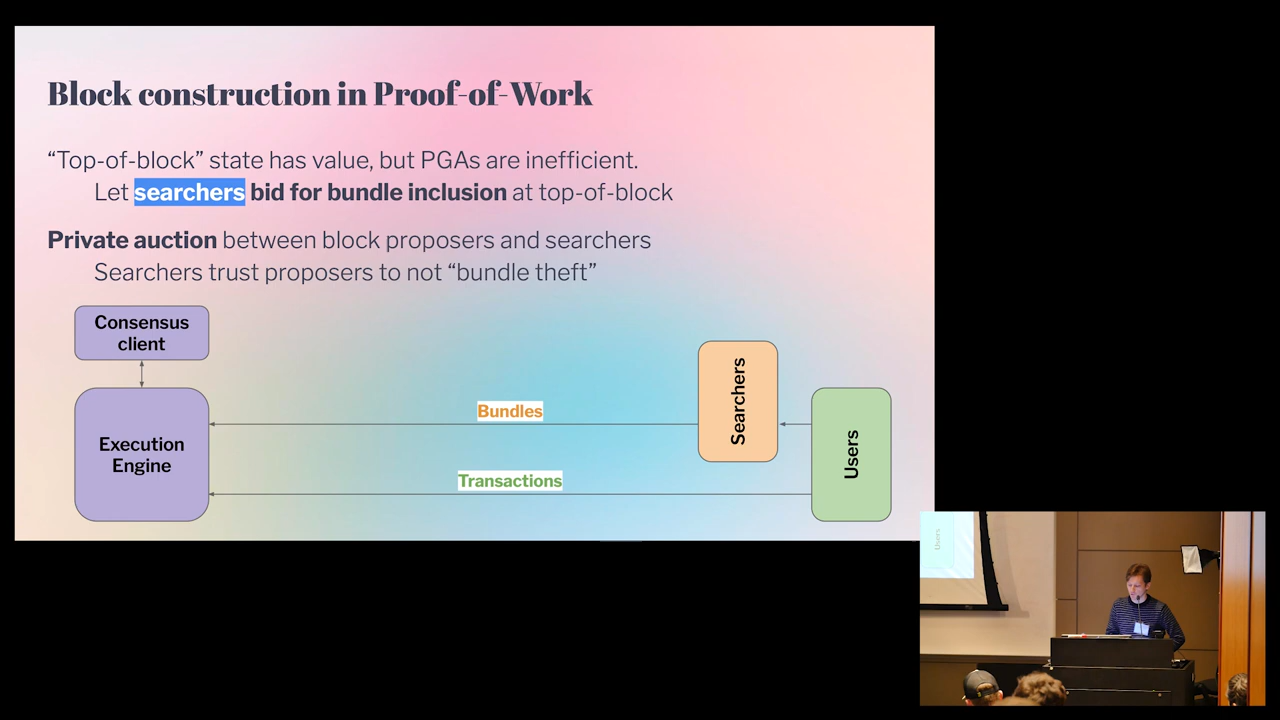 Block construction in Proof-of-Work
“Top-of-block” state has value, but PGAs are inefficient.
Let searchers bid for bundle inclusion at top-of-block
Private auction between block proposers and searchers
Searchers trust proposers to not “bundle theft”
Consensus
client
Execution
Engine
Bundles
Transactions
Searchers
Users
Users